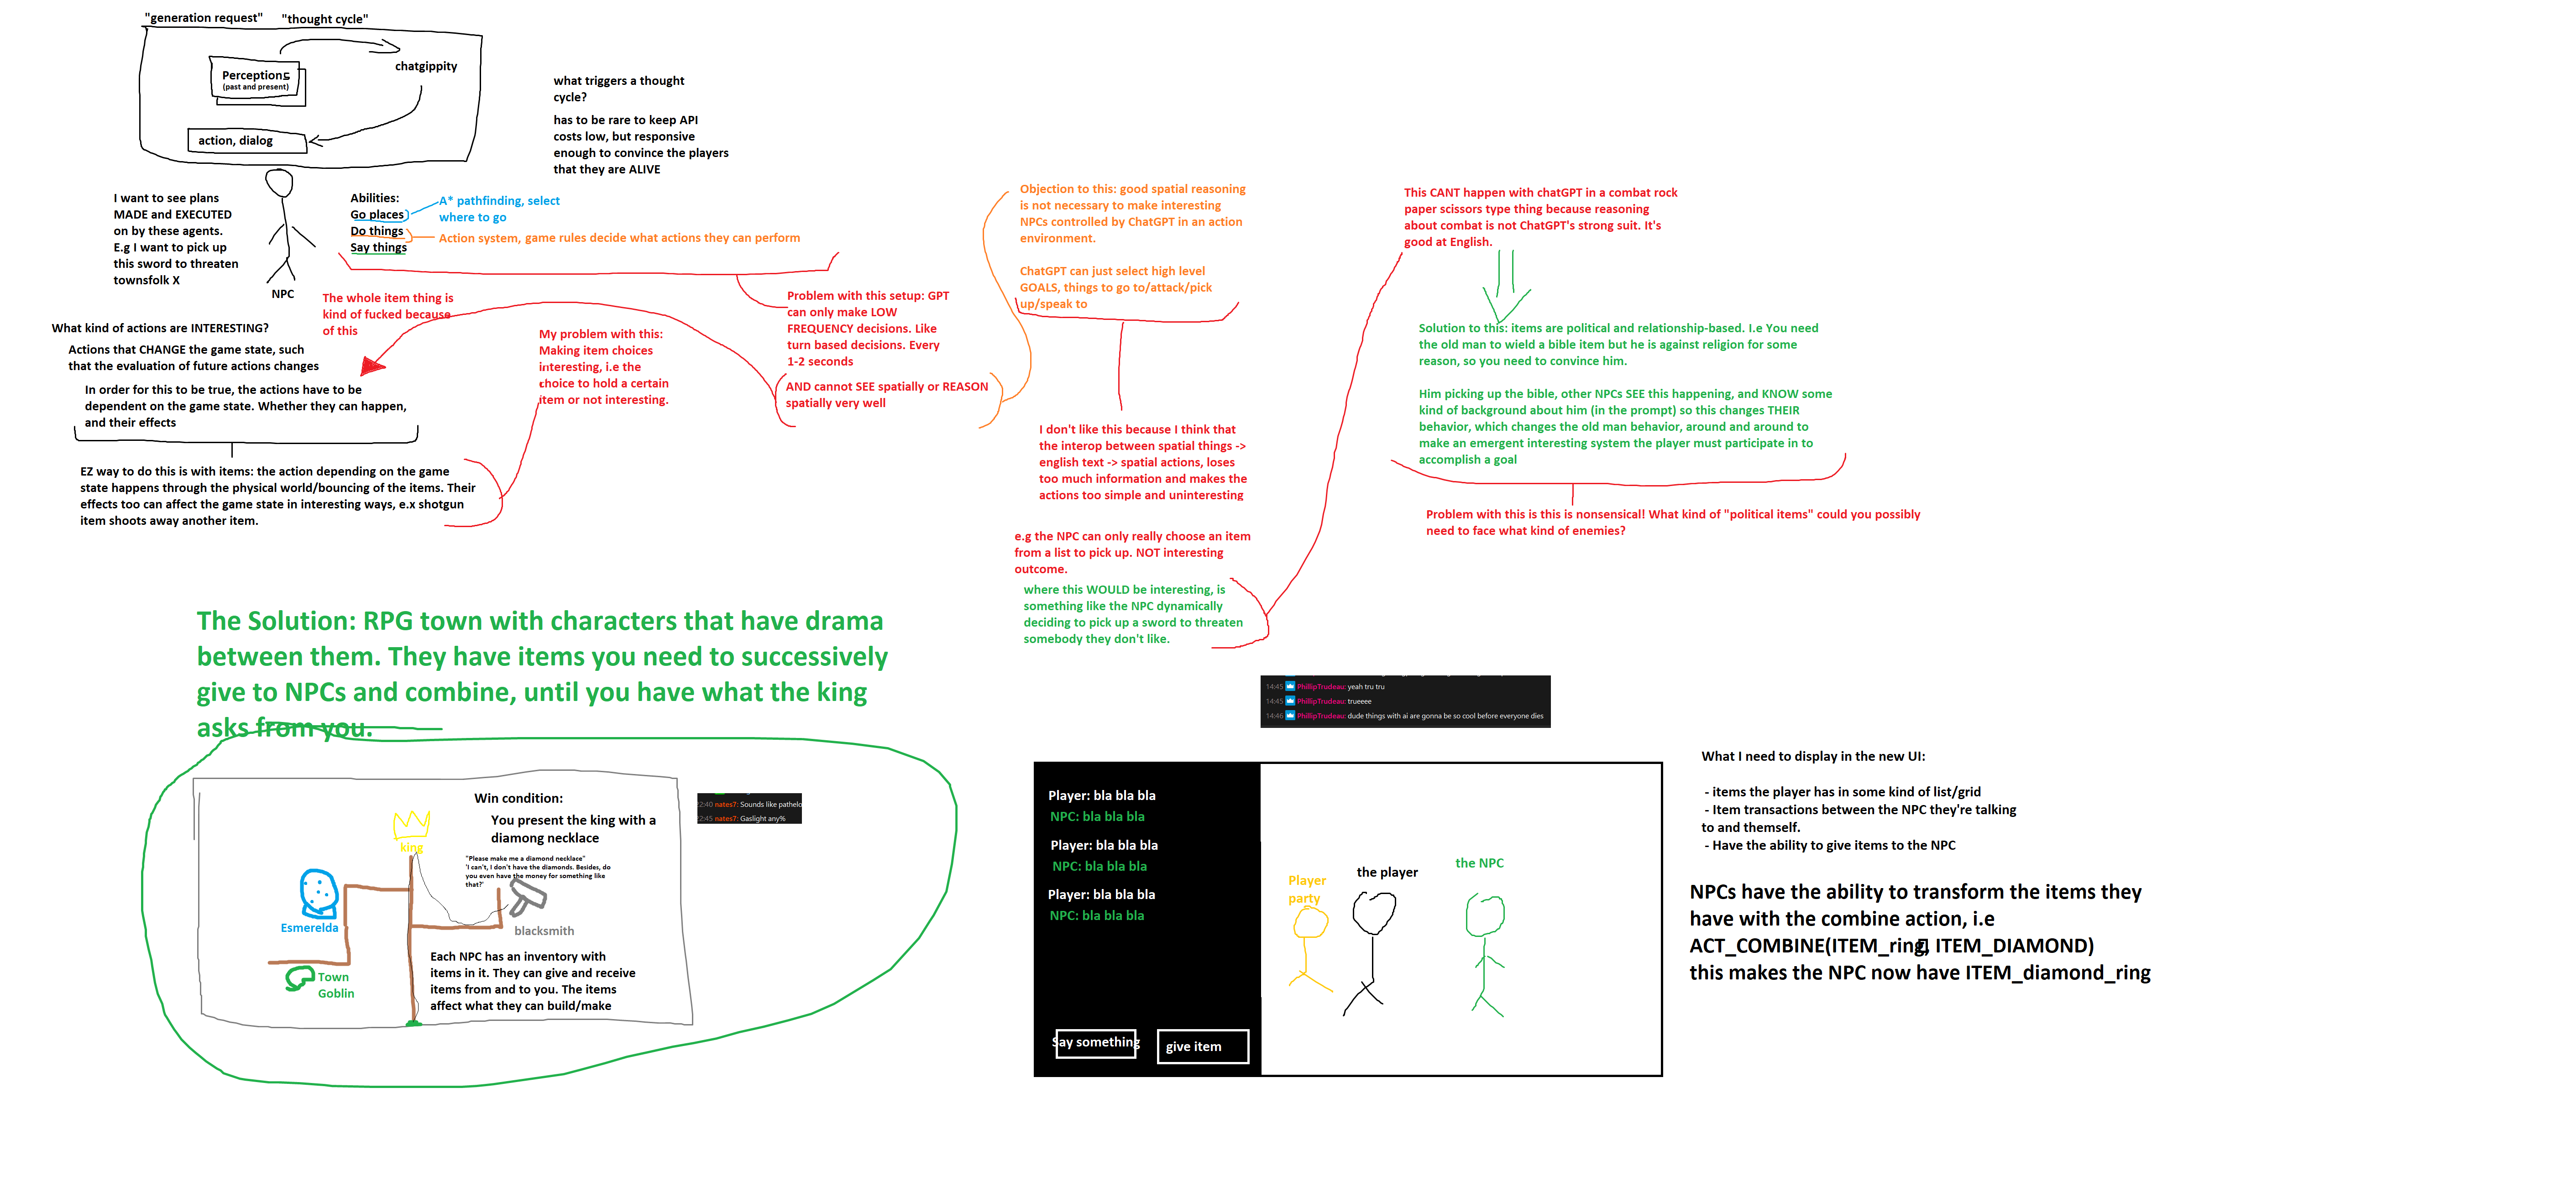 "generation request" "thought cycle"
Perceptions
(past and present)
chatgippity
action, dialog
what triggers a thought
cycle?
has to be rare to keep API
costs low, but responsive
enough to convince the players
that they are ALIVE
I want to see plans
MADE and EXECUTED
on by these agents.
E.g I want to pick up
this sword to threaten
townsfolk X
NPC
Abilities:
Go places
Do things
Say things
A* pathfinding, select
where to go
Action system, game rules decide what actions they can perform
The whole item thing is
kind of fucked because
of this
What kind of actions are INTERESTING?
Actions that CHANGE the game state, such
that the evaluation of future actions changes
In order for this to be true, the actions have to be
dependent on the game state. Whether they can happen,
and their effects
EZ way to do this is with items: the action depending on the game
state happens through the physical world/bouncing of the items. Their
effects too can affect the game state in interesting ways, e.x shotgun
item shoots away another item.
My problem with this:
Making item choices
interesting, i.e the
choice to hold a certain
item or not interesting.
Problem with this setup: GPT
can only make LOW
FREQUENCY decisions. Like
turn based decisions. Every
1-2 seconds
AND cannot SEE spatially or REASON
spatially very well
Objection to this: good spatial reasoning
is not necessary to make interesting
NPCs controlled by ChatGPT in an action
environment.
ChatGPT can just select high level
GOALS, things to go to/attack/pick
up/speak to
I don't like this because I think that
the interop between spatial things ->
english text -> spatial actions, loses
too much information and makes the
actions too simple and uninteresting
e.g the NPC can only really choose an item
from a list to pick up. NOT interesting
outcome.
where this WOULD be interesting, is
something like the NPC dynamically
deciding to pick up a sword to threaten
somebody they don't like.
This CANT happen with chatGPT in a combat rock
paper scissors type thing because reasoning
about combat is not ChatGPT's strong suit. It's
good at English.
Solution to this: items are political and relationship-based. I.e You need
the old man to wield a bible item but he is against religion for some
reason, so you need to convince him.
Him picking up the bible, other NPCs SEE this happening, and KNOW some
kind of background about him (in the prompt) so this changes THEIR
behavior, which changes the old man behavior, around and around to
make an emergent interesting system the player must participate in to
accomplish a goal
Problem with this is this is nonsensical! What kind of "political items" could you possibly
need to face what kind of enemies?
The Solution: RPG town with characters that have drama
between them. They have items you need to successively
give to NPCs and combine, until you have what the king
asks from you.
14:45 PhillipTrudeau: yeah tru tru
14:45 PhillipTrudeau: trueeee
14:46 PhillipTrudeau: dude things with ai are gonna be so cool before everyone dies
Win condition:
You present the king with a
diamong necklace
king
"Please make me a diamond necklace"
'I can't, I don't have the diamonds. Besides, do
you even have the money for something like
that?'
blacksmith
Esmerelda
Town
Goblin
Each NPC has an inventory with
items in it. They can give and receive
items from and to you. The items
affect what they can build/make
2:40 nates7: Sounds like pathelo
2:45 nates7: Gaslight any%
Player: bla bla bla
NPC: bla bla bla
Player: bla bla bla
NPC: bla bla bla
Player: bla bla bla
NPC: bla bla bla
Say something
give item
Player
party
the player
the NPC
What I need to display in the new UI:
- items the player has in some kind of list/grid
- Item transactions between the NPC they're talking
to and themself.
- Have the ability to give items to the NPC
NPCs have the ability to transform the items they
have with the combine action, i.e
ACT_COMBINE(ITEM_ring, ITEM_DIAMOND)
this makes the NPC now have ITEM_diamond_ring